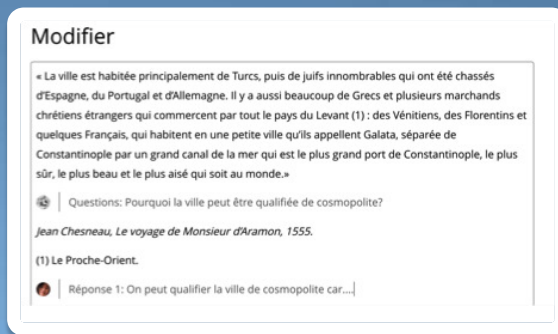 Modifier
« La ville est habitée principalement de Turcs, puis de juifs innombrables qui ont été chassés
d'Espagne, du Portugal et d'Allemagne. Il y a aussi beaucoup de Grecs et plusieurs marchands
chrétiens étrangers qui commercent par tout le pays du Levant (1) : des Vénitiens, des Florentins et
quelques Français, qui habitent en une petite ville qu'ils appellent Galata, séparée de
Constantinople par un grand canal de la mer qui est le plus grand port de Constantinople, le plus
sûr, le plus beau et le plus aisé qui soit au monde.»
Questions: Pourquoi la ville peut être qualifiée de cosmopolite?
Jean Chesneau, Le voyage de Monsieur d'Aramon, 1555.
(1) Le Proche-Orient.
Réponse 1: On peut qualifier la ville de cosmopolite car....